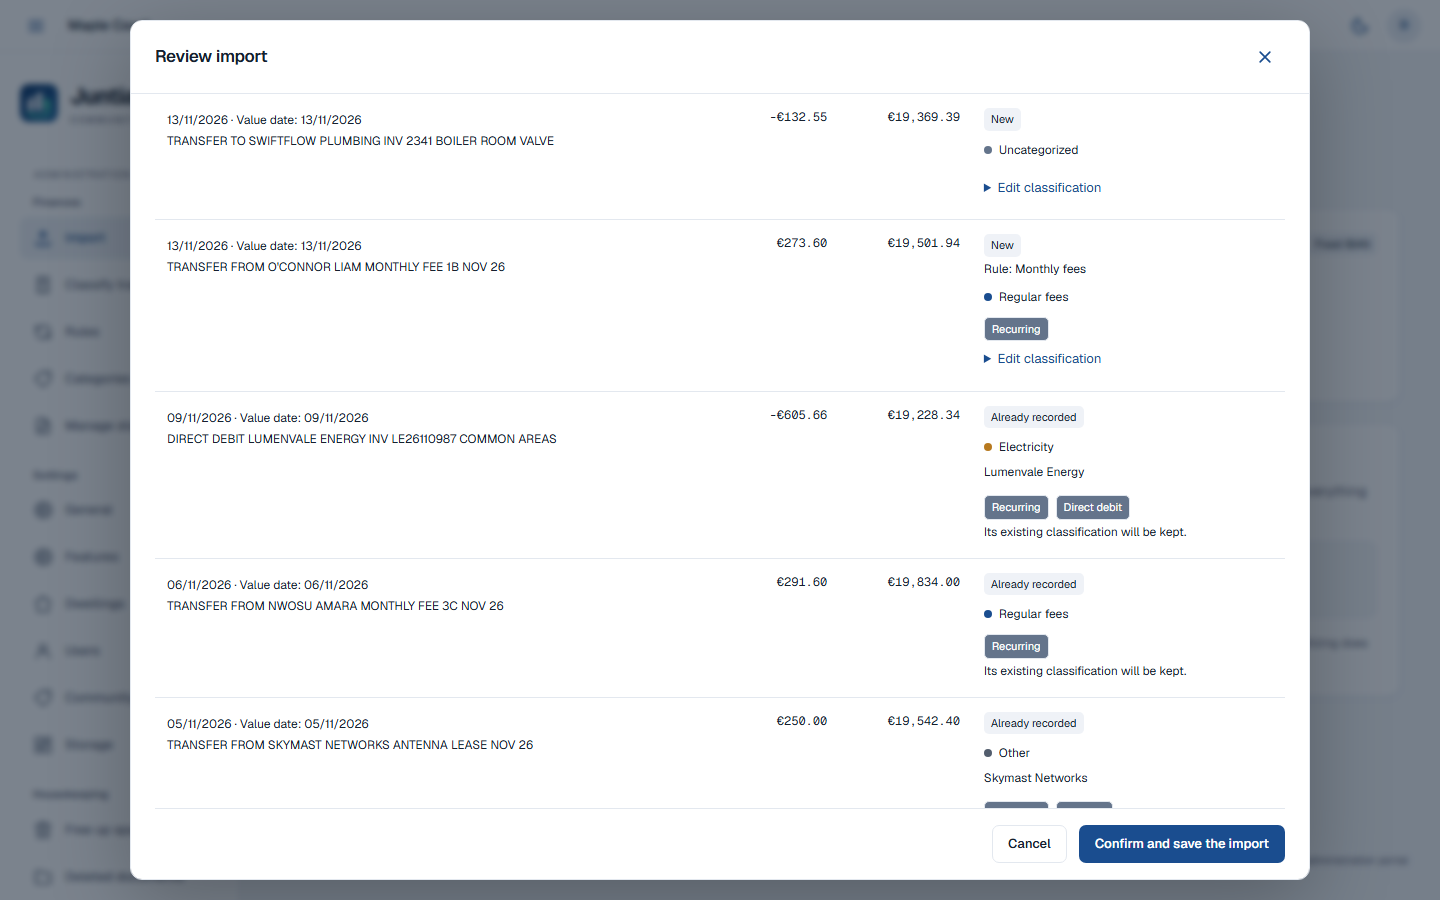 Review import
13/11/2026 · Value date: 13/11/2026
TRANSFER TO SWIFTFLOW PLUMBING INV 2341 BOILER ROOM VALVE
-€132.55
€19,369.39
New
Uncategorized
Edit classification
13/11/2026 · Value date: 13/11/2026
TRANSFER FROM O'CONNOR LIAM MONTHLY FEE 1B NOV 26
€273.60
€19,501.94
New
Rule: Monthly fees
Regular fees
Recurring
Edit classification
09/11/2026 · Value date: 09/11/2026
DIRECT DEBIT LUMENVALE ENERGY INV LE26110987 COMMON AREAS
-€605.66
€19,228.34
Already recorded
Electricity
Lumenvale Energy
Recurring Direct debit
Its existing classification will be kept.
06/11/2026 · Value date: 06/11/2026
TRANSFER FROM NWOSU AMARA MONTHLY FEE 3C NOV 26
€291.60
€19,834.00
Already recorded
Regular fees
Recurring
Its existing classification will be kept.
05/11/2026 · Value date: 05/11/2026
TRANSFER FROM SKYMAST NETWORKS ANTENNA LEASE NOV 26
€250.00
€19,542.40
Already recorded
Other
Skymast Networks
Cancel
Confirm and save the import
Import
Rules
Settings
General
Features
Users
Storage